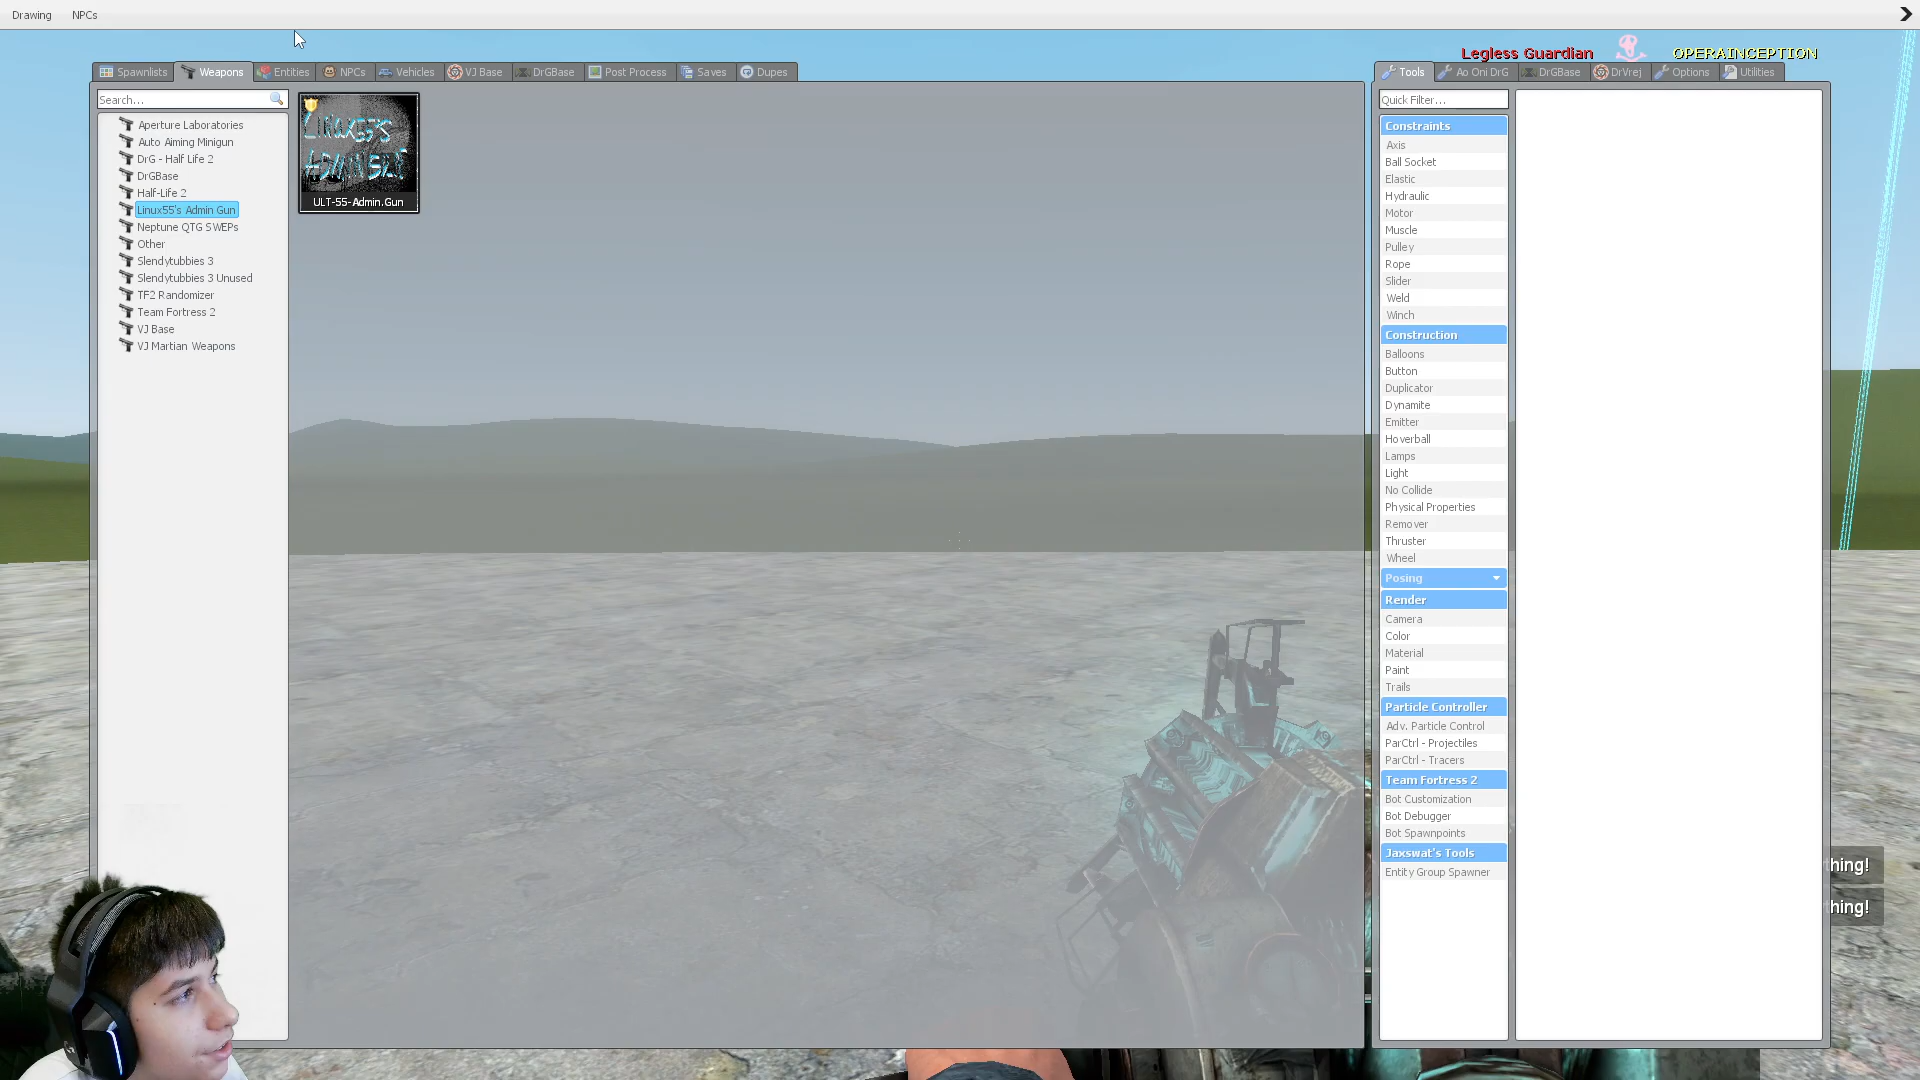 Drawing NPCs
Legless Guardian OPERAINCEPTION
Spawnlists Weapons Entities NPCs Vehicles VJ Base DrGBase Post Process Saves Dupes
Search...
Aperture Laboratories
Auto Aiming Minigun
DrG - Half Life 2
DrGBase
Half-Life 2
Linux55's Admin Gun
Neptune QTG SWEPs
Other
Slendytubbies 3
Slendytubbies 3 Unused
TF2 Randomizer
Team Fortress 2
VJ Base
VJ Martian Weapons
LINUX55'S
ADMIN GUN
ULT-55-Admin.Gun
Tools Ao Oni DrG DrGBase DrVrej Options Utilities
Quick Filter...
Constraints
Axis
Ball Socket
Elastic
Hydraulic
Motor
Muscle
Pulley
Rope
Slider
Weld
Winch
Construction
Balloons
Button
Duplicator
Dynamite
Emitter
Hoverball
Lamps
Light
No Collide
Physical Properties
Remover
Thruster
Wheel
Posing
Render
Camera
Color
Material
Paint
Trails
Particle Controller
Adv. Particle Control
ParCtrl - Projectiles
ParCtrl - Tracers
Team Fortress 2
Bot Customization
Bot Debugger
Bot Spawnpoints
Jaxswat's Tools
Entity Group Spawner
thing!
thing!